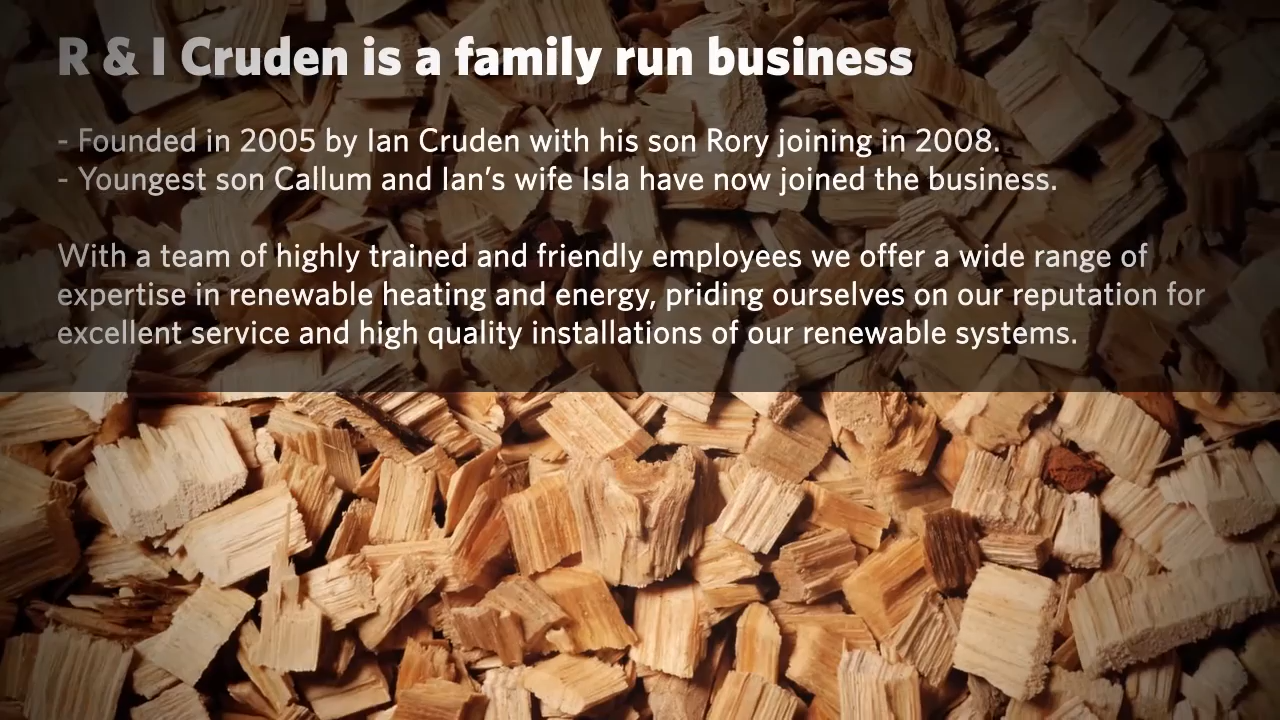 R & I Cruden is a family run business
- Founded in 2005 by Ian Cruden with his son Rory joining in 2008.
- Youngest son Callum and Ian’s wife Isla have now joined the business.
With a team of highly trained and friendly employees we offer a wide range of
expertise in renewable heating and energy, priding ourselves on our reputation for
excellent service and high quality installations of our renewable systems.